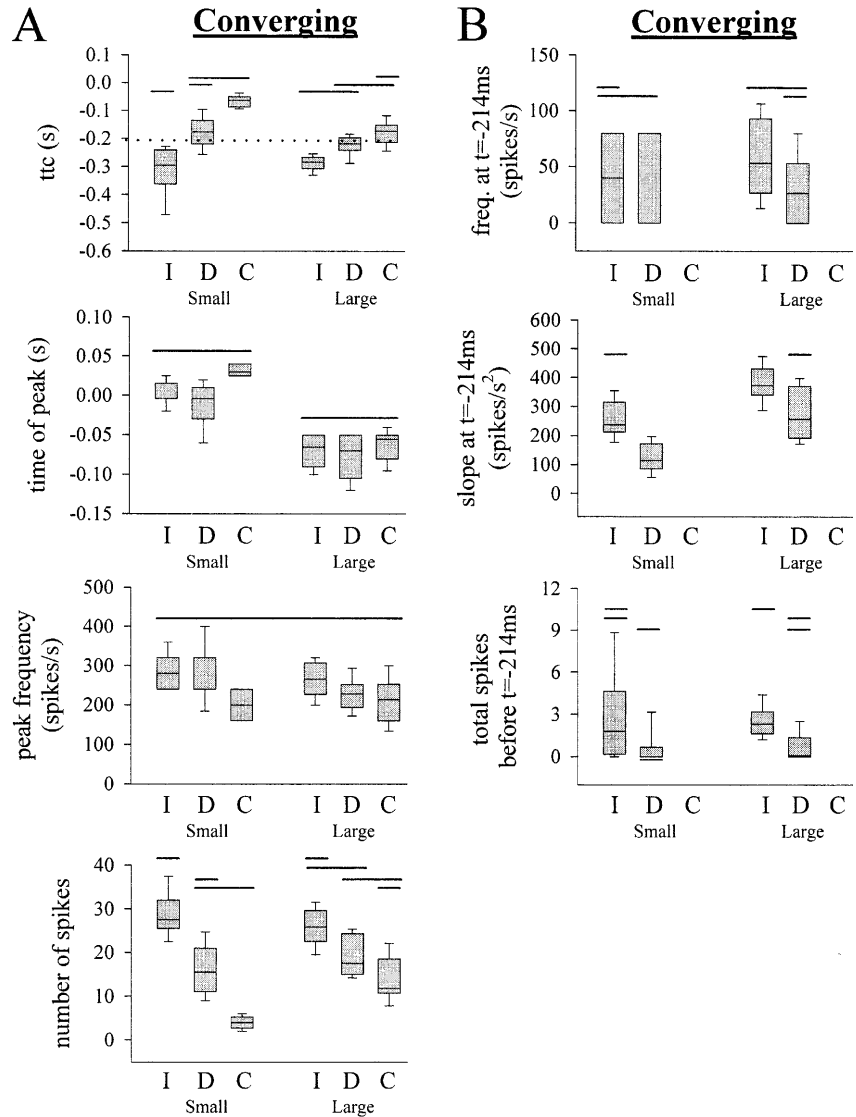 A
Converging
ttc (s)
0.1
0.0
-0.1
-0.2
-0.3
-0.4
-0.5
-0.6
I D C I D C
Small Large
time of peak (s)
0.10
0.05
0.00
-0.05
-0.10
-0.15
I D C I D C
Small Large
peak frequency
(spikes/s)
500
400
300
200
100
0
I D C I D C
Small Large
number of spikes
40
30
20
10
0
I D C I D C
Small Large
B
Converging
freq. at t=-214ms
(spikes/s)
150
100
50
0
I D C I D C
Small Large
slope at t=-214ms
(spikes/s²)
600
500
400
300
200
100
0
I D C I D C
Small Large
total spikes
before t=-214ms
12
9
6
3
0
I D C I D C
Small Large